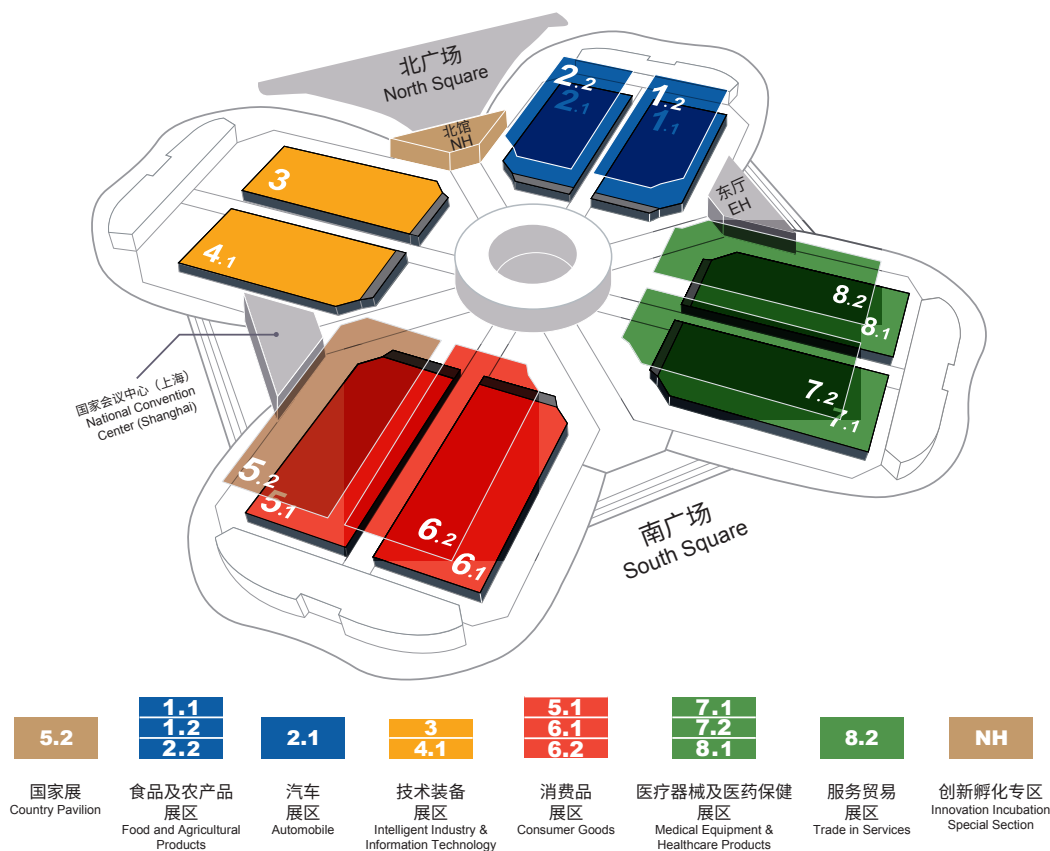 北广场
North Square
北馆
NH
2.2
2.1
1.2
1.1
东厅
EH
3
4.1
8.2
8.1
7.2
7.1
国家会议中心（上海）
National Convention
Center (Shanghai)
5.2
5.1
6.2
6.1
南广场
South Square
5.2
国家展
Country Pavilion
1.1
1.2
2.2
食品及农产品
展区
Food and Agricultural
Products
2.1
汽车
展区
Automobile
3
4.1
技术装备
展区
Intelligent Industry &
Information Technology
5.1
6.1
6.2
消费品
展区
Consumer Goods
7.1
7.2
8.1
医疗器械及医药保健
展区
Medical Equipment &
Healthcare Products
8.2
服务贸易
展区
Trade in Services
NH
创新孵化专区
Innovation Incubation
Special Section